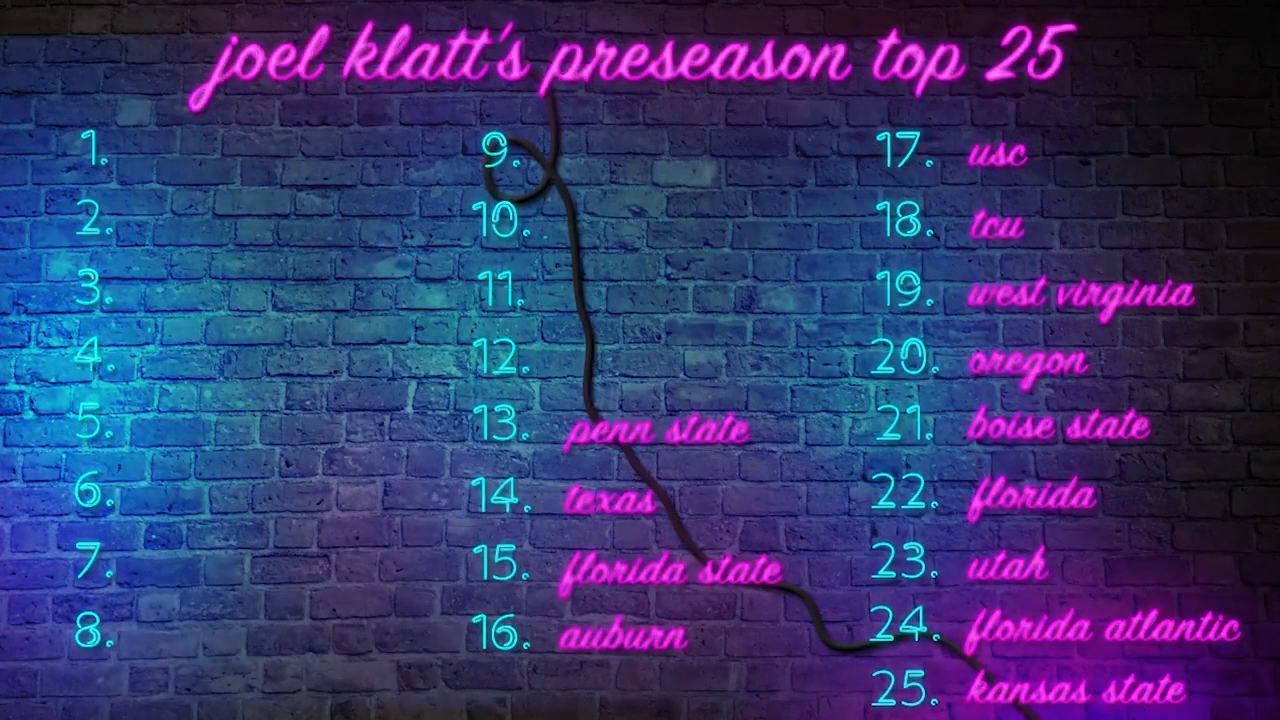 joel klatt's preseason top 25
1.
2.
3.
4.
5.
6.
7.
8.
9.
10.
11.
12.
13. penn state
14. texas
15. florida state
16. auburn
17. usc
18. tcu
19. west virginia
20. oregon
21. boise state
22. florida
23. utah
24. florida atlantic
25. kansas state